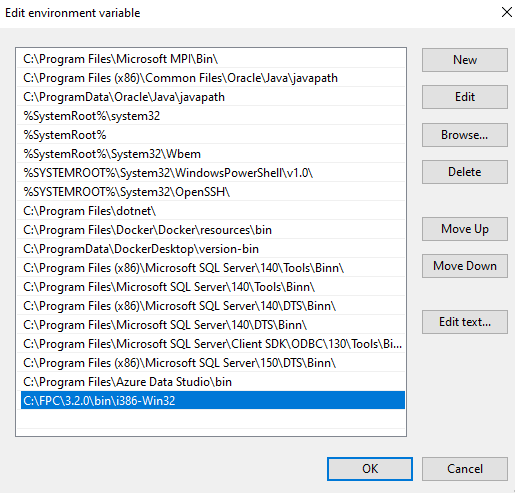 Edit environment variable
C:\Program Files\Microsoft MPI\Bin\
New
C:\Program Files (x86)\Common Files\Oracle\Java\javapath
C:\ProgramData\Oracle\Java\javapath
Edit
%SystemRoot%\system32
%SystemRoot%
Browse...
%SystemRoot%\System32\Wbem
%SYSTEMROOT%\System32\WindowsPowerShell\v1.0\
Delete
%SYSTEMROOT%\System32\OpenSSH\
C:\Program Files\dotnet\
C:\Program Files\Docker\Docker\resources\bin
Move Up
C:\ProgramData\DockerDesktop\version-bin
C:\Program Files (x86)\Microsoft SQL Server\140\Tools\Binn\
Move Down
C:\Program Files\Microsoft SQL Server\140\Tools\Binn\
C:\Program Files (x86)\Microsoft SQL Server\140\DTS\Binn\
C:\Program Files\Microsoft SQL Server\140\DTS\Binn\
Edit text...
C:\Program Files\Microsoft SQL Server\Client SDK\ODBC\130\Tools\Bi...
C:\Program Files (x86)\Microsoft SQL Server\150\DTS\Binn\
C:\Program Files\Azure Data Studio\bin
C:\FPC\3.2.0\bin\i386-Win32
OK
Cancel